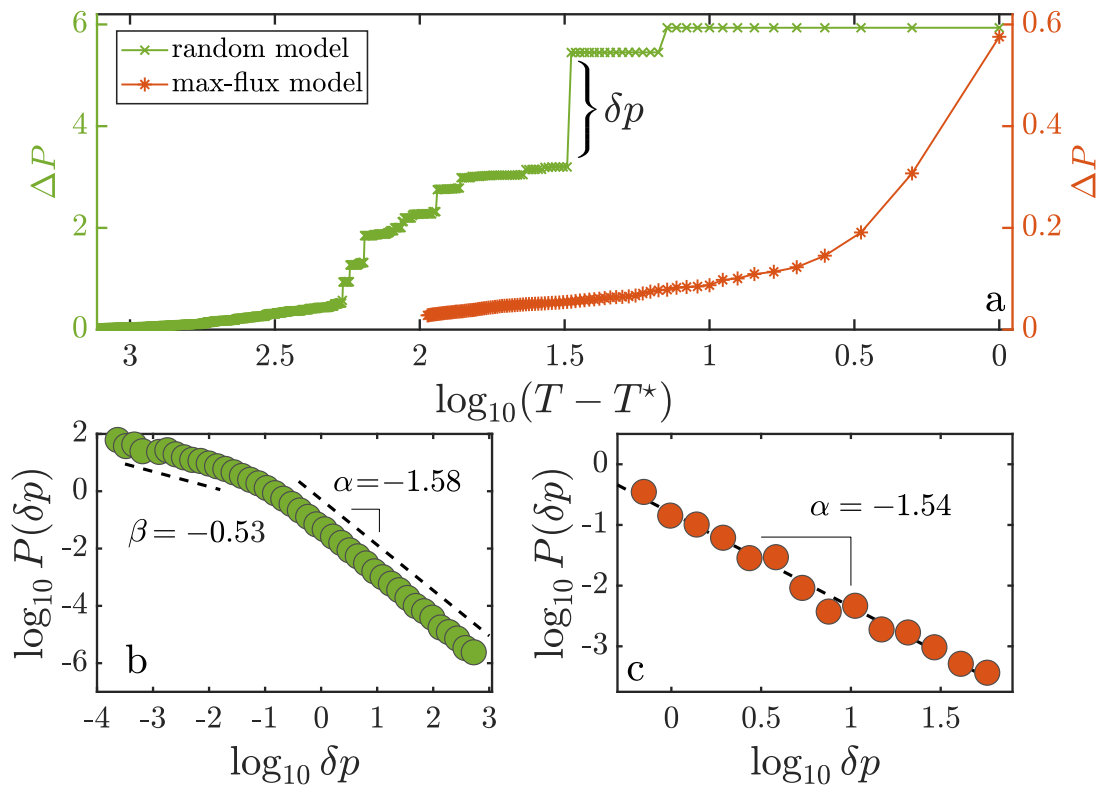 6
4
2
0
ΔP
random model
max-flux model
δp
a
0.6
0.4
0.2
0
ΔP
3
2.5
2
1.5
1
0.5
0
log₁₀(T − T⋆)
2
0
-2
-4
-6
log₁₀ P(δp)
α=−1.58
β=−0.53
b
-4
-3
-2
-1
0
1
2
3
log₁₀ δp
0
-1
-2
-3
log₁₀ P(δp)
α = −1.54
c
0
0.5
1
1.5
log₁₀ δp